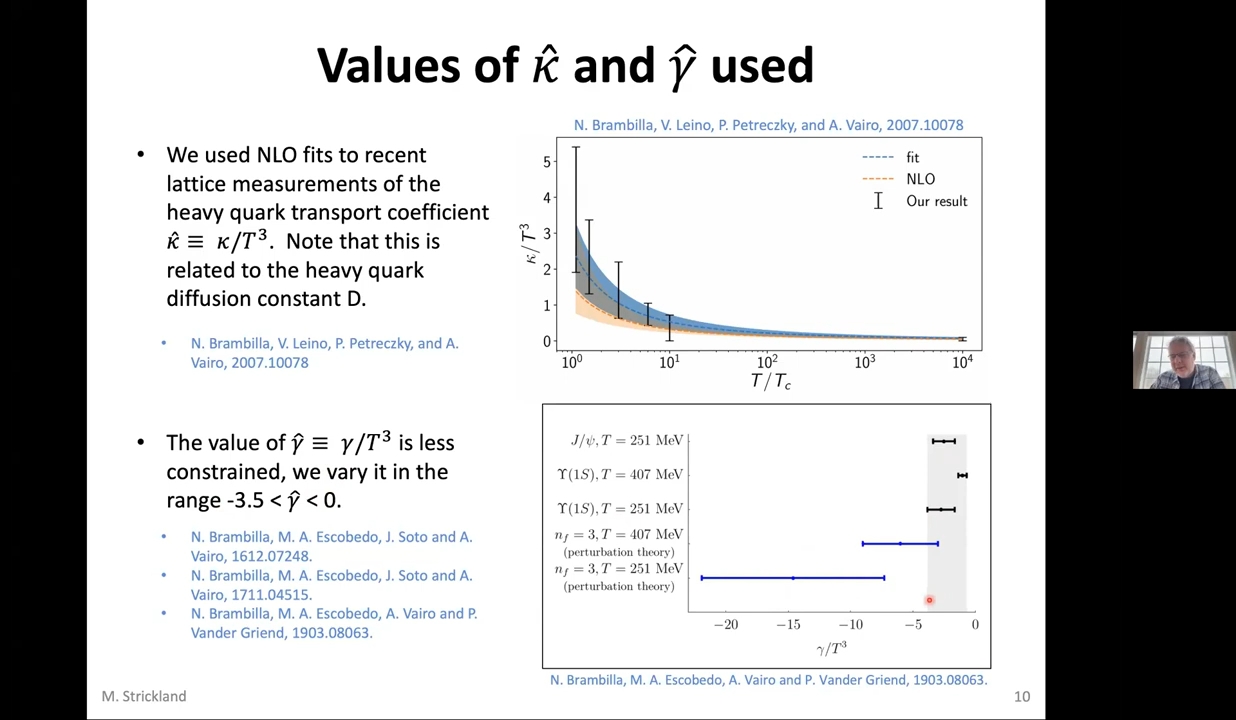 Values of κ̂ and γ̂ used
• We used NLO fits to recent
lattice measurements of the
heavy quark transport coefficient
κ̂ ≡ κ/T³. Note that this is
related to the heavy quark
diffusion constant D.
• N. Brambilla, V. Leino, P. Petreczky, and A.
Vairo, 2007.10078
• The value of γ̂ ≡ γ/T³ is less
constrained, we vary it in the
range -3.5 < γ̂ < 0.
• N. Brambilla, M. A. Escobedo, J. Soto and A.
Vairo, 1612.07248.
• N. Brambilla, M. A. Escobedo, J. Soto and A.
Vairo, 1711.04515.
• N. Brambilla, M. A. Escobedo, A. Vairo and P.
Vander Griend, 1903.08063.
N. Brambilla, V. Leino, P. Petreczky, and A. Vairo, 2007.10078
fit
NLO
Our result
κ/T³
5
4
3
2
1
0
10⁰ 10¹ 10² 10³ 10⁴
T/T_c
J/ψ, T = 251 MeV
Υ(1S), T = 407 MeV
Υ(1S), T = 251 MeV
n_f = 3, T = 407 MeV
(perturbation theory)
n_f = 3, T = 251 MeV
(perturbation theory)
−20 −15 −10 −5 0
γ/T³
N. Brambilla, M. A. Escobedo, A. Vairo and P. Vander Griend, 1903.08063.
M. Strickland
10